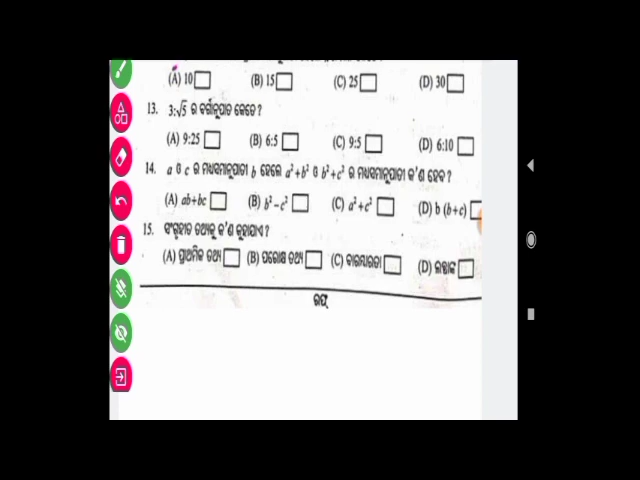 (A) 10 (B) 15 (C) 25 (D) 30
13. 3:√5 ର ବର୍ଗାନୁପାତ କେତେ ?
(A) 9:25 (B) 6:5 (C) 9:5 (D) 6:10
14. a ଓ c ର ମଧ୍ୟସମାନୁପାତୀ b ହେଲେ a²+b² ଓ b²+c² ର ମଧ୍ୟସମାନୁପାତୀ କ'ଣ ହେବ ?
(A) ab+bc (B) b²−c² (C) a²+c² (D) b (b+c)
15. ସଂଗୃହୀତ ତଥ୍ୟକୁ କ'ଣ କୁହାଯାଏ ?
(A) ପ୍ରାଥମିକ ତଥ୍ୟ (B) ପରୋକ୍ଷ ତଥ୍ୟ (C) ବାରମ୍ବାରତା (D) ଲବ୍ଧାଙ୍କ
ରଫ୍